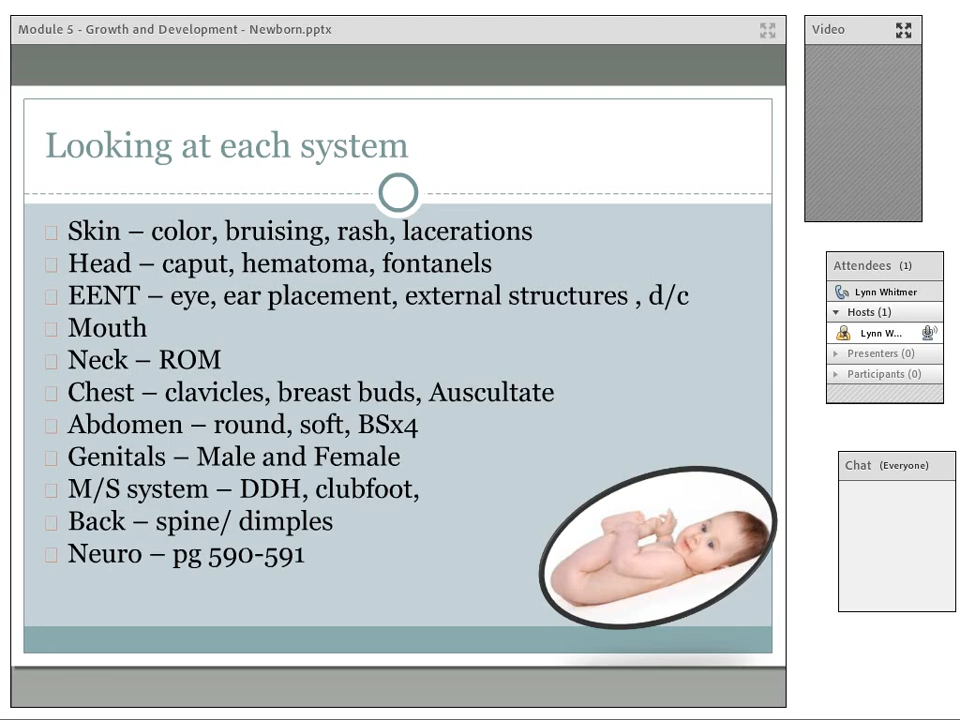 Module 5 - Growth and Development - Newborn.pptx
Looking at each system
Skin – color, bruising, rash, lacerations
Head – caput, hematoma, fontanels
EENT – eye, ear placement, external structures , d/c
Mouth
Neck – ROM
Chest – clavicles, breast buds, Auscultate
Abdomen – round, soft, BSx4
Genitals – Male and Female
M/S system – DDH, clubfoot,
Back – spine/ dimples
Neuro – pg 590-591
Video
Attendees (1)
Lynn Whitmer
Hosts (1)
Lynn W...
Presenters (0)
Participants (0)
Chat (Everyone)